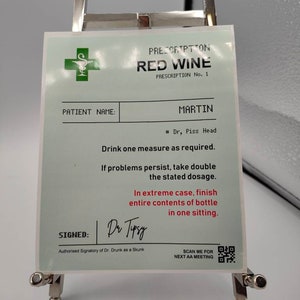 PRESCRIPTION
RED WINE
PRESCRIPTION No. 1
PATIENT NAME: MARTIN
# Dr, Piss Head
Drink one measure as required.
If problems persist, take double
the stated dosage.
In extreme case, finish
entire contents of bottle
in one sitting.
SIGNED: Dr Tipsy
Authorised Signatory of Dr. Drunk as a Skunk
SCAN ME FOR
NEXT AA MEETING